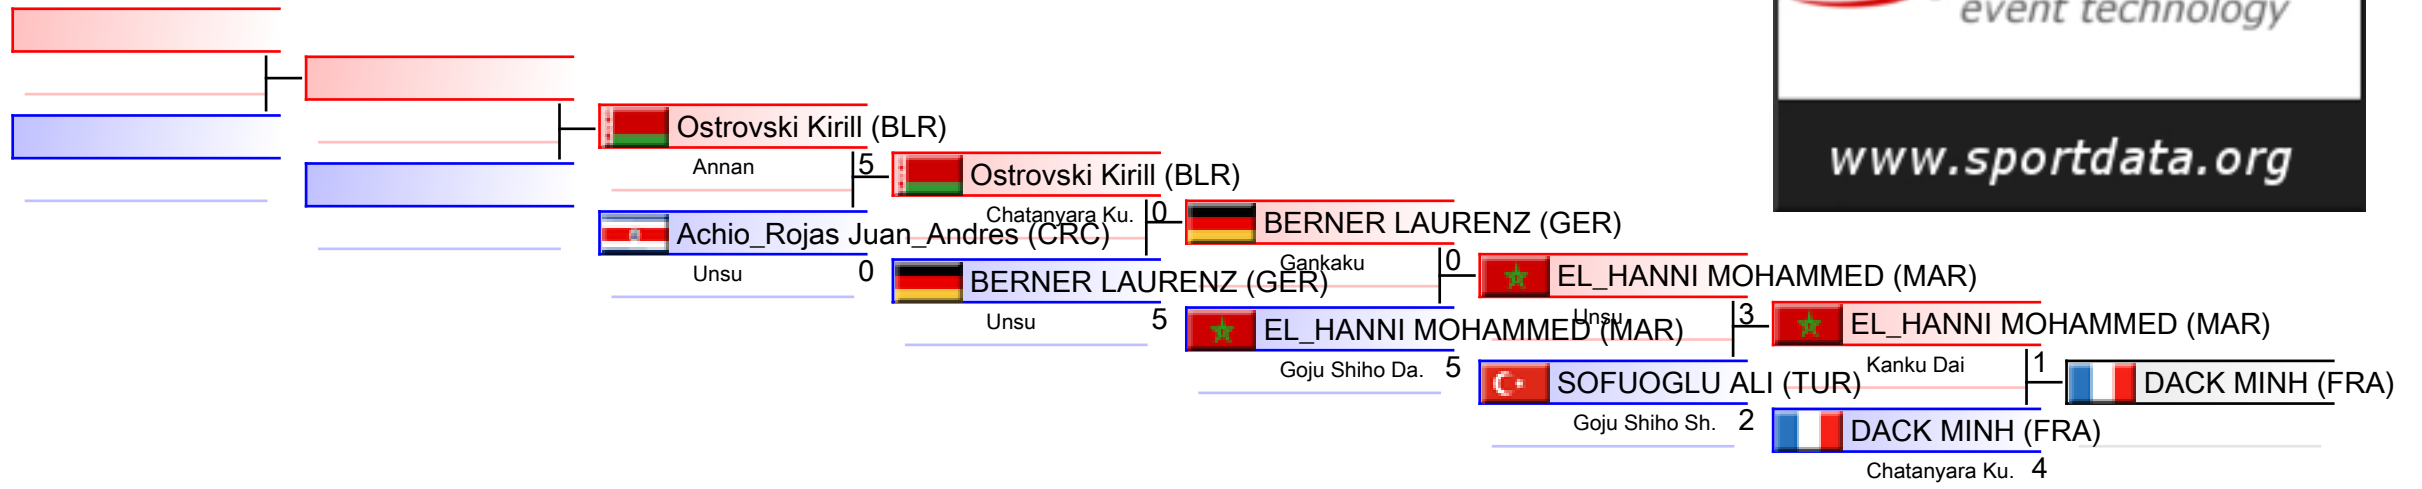 event technology
www.sportdata.org
Ostrovski Kirill (BLR)
Annan
5
Achio_Rojas Juan_Andres (CRC)
Unsu
0
Ostrovski Kirill (BLR)
Chatanyara Ku.
0
BERNER LAURENZ (GER)
Unsu
5
BERNER LAURENZ (GER)
Gankaku
0
EL_HANNI MOHAMMED (MAR)
Goju Shiho Da.
5
EL_HANNI MOHAMMED (MAR)
Unsu
3
SOFUOGLU ALI (TUR)
Goju Shiho Sh.
2
EL_HANNI MOHAMMED (MAR)
Kanku Dai
1
DACK MINH (FRA)
Chatanyara Ku.
4
DACK MINH (FRA)